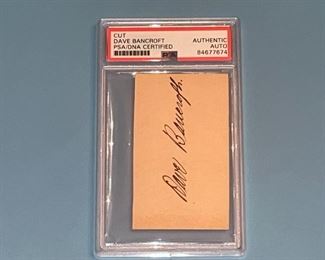 CUT
DAVE BANCROFT
PSA/DNA CERTIFIED
AUTHENTIC
AUTO
84677674
Dave Bancroft